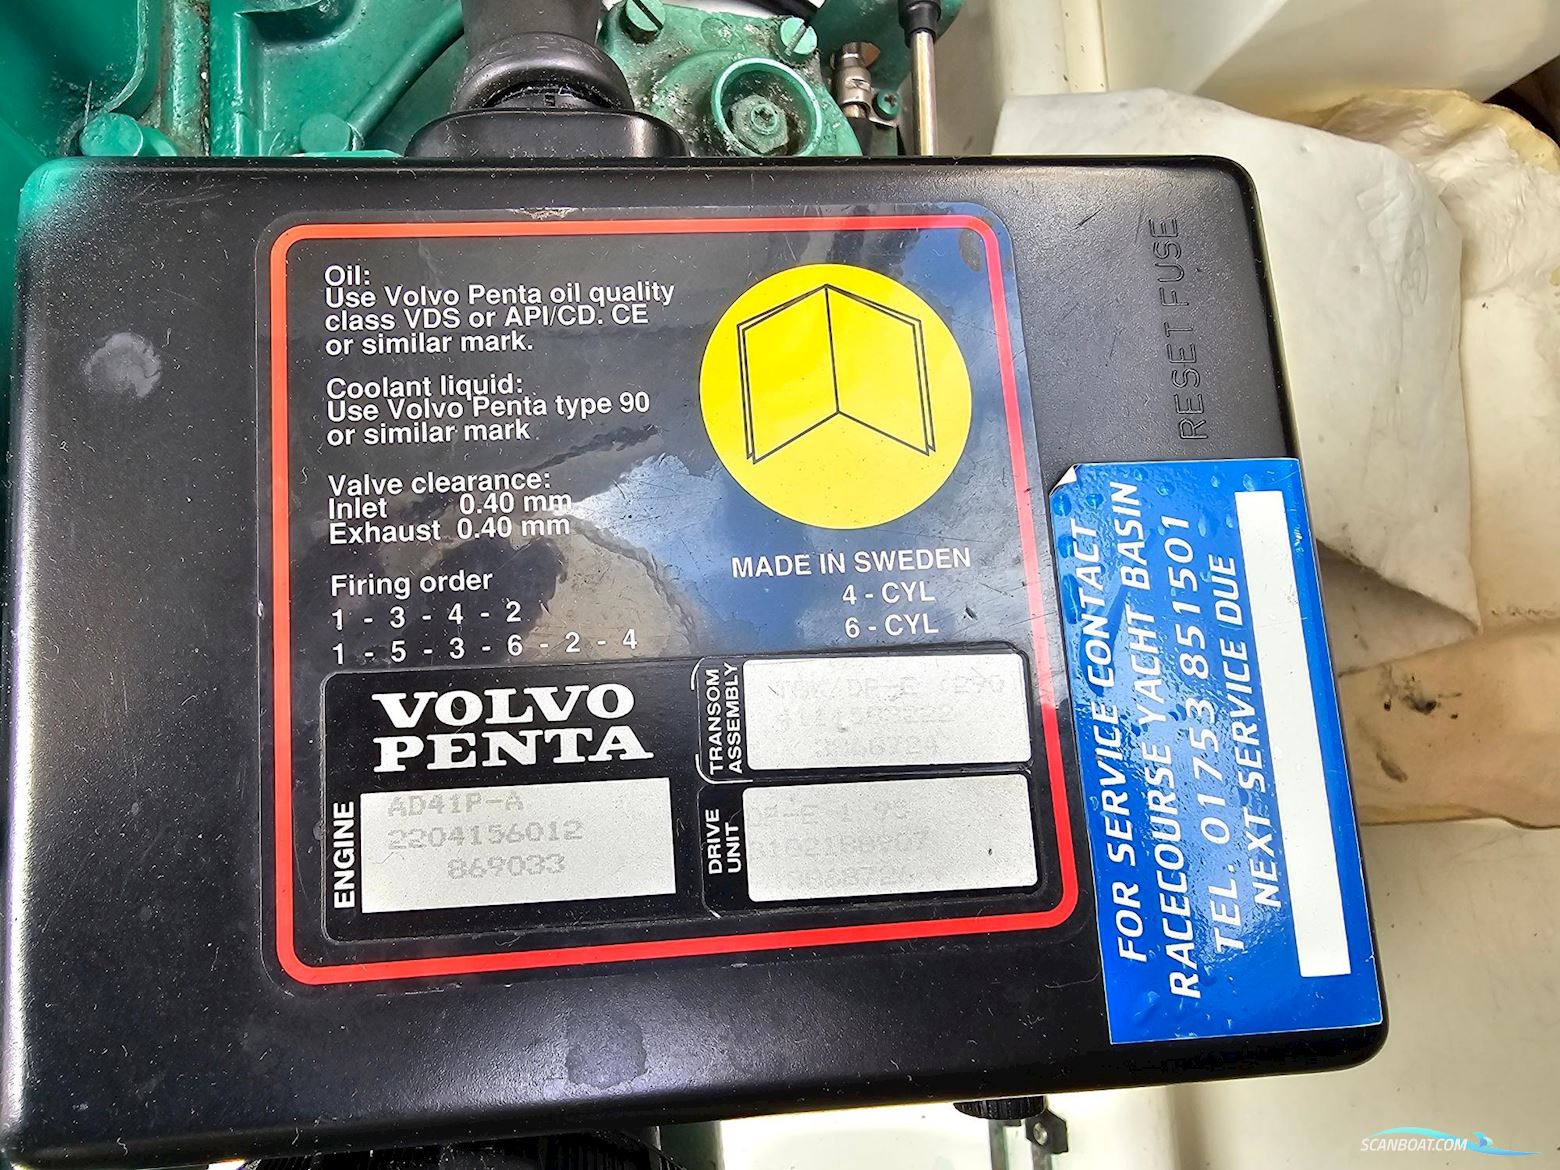 Oil:
Use Volvo Penta oil quality
class VDS or API/CD. CE
or similar mark.
Coolant liquid:
Use Volvo Penta type 90
or similar mark
Valve clearance:
Inlet 0.40 mm
Exhaust 0.40 mm
Firing order
1 - 3 - 4 - 2
1 - 5 - 3 - 6 - 2 - 4
MADE IN SWEDEN
4 - CYL
6 - CYL
VOLVO
PENTA
ENGINE
AD41P-A
2204156012
869033
TRANSOM
ASSEMBLY
3868724
DRIVE
UNIT
RESET FUSE
FOR SERVICE CONTACT
RACECOURSE YACHT BASIN
TEL. 01753 851501
NEXT SERVICE DUE
SCANBOAT.COM